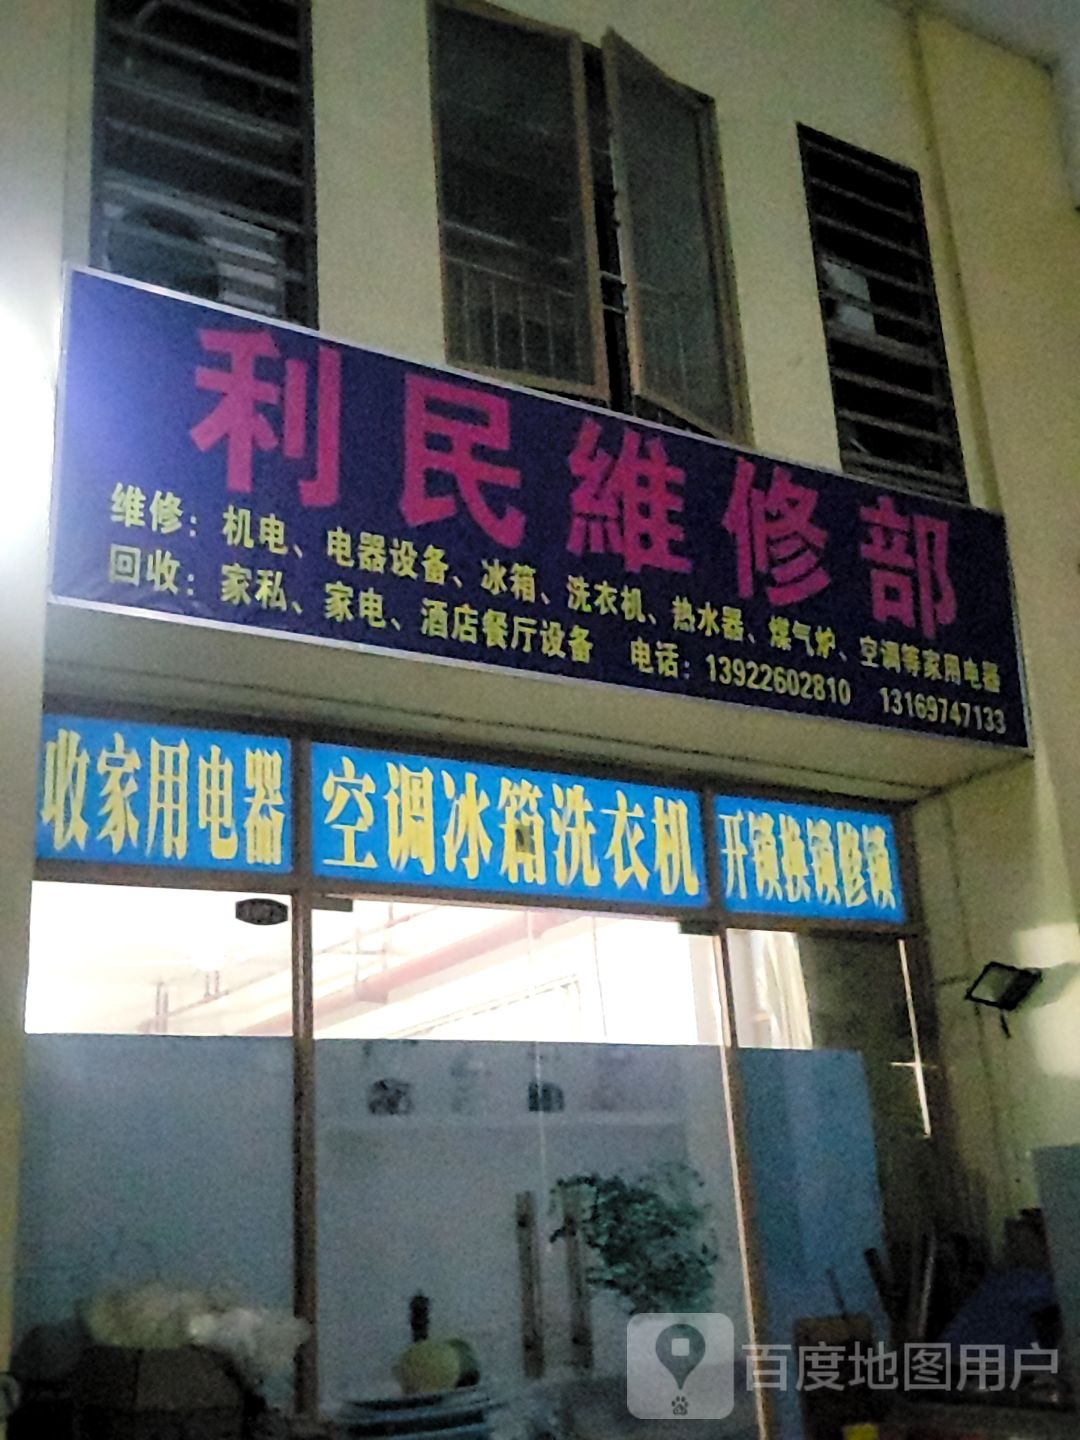 利民維修部
维修：机电、电器设备、冰箱、洗衣机、热水器、煤气炉、空调等家用电器
回收：家私、家电、酒店餐厅设备 电话：13922602810 13169747133
收家用电器 空调冰箱洗衣机 开锁换锁修锁
百度地图用户